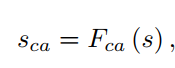 s_{ca} = F_{ca} (s) ,